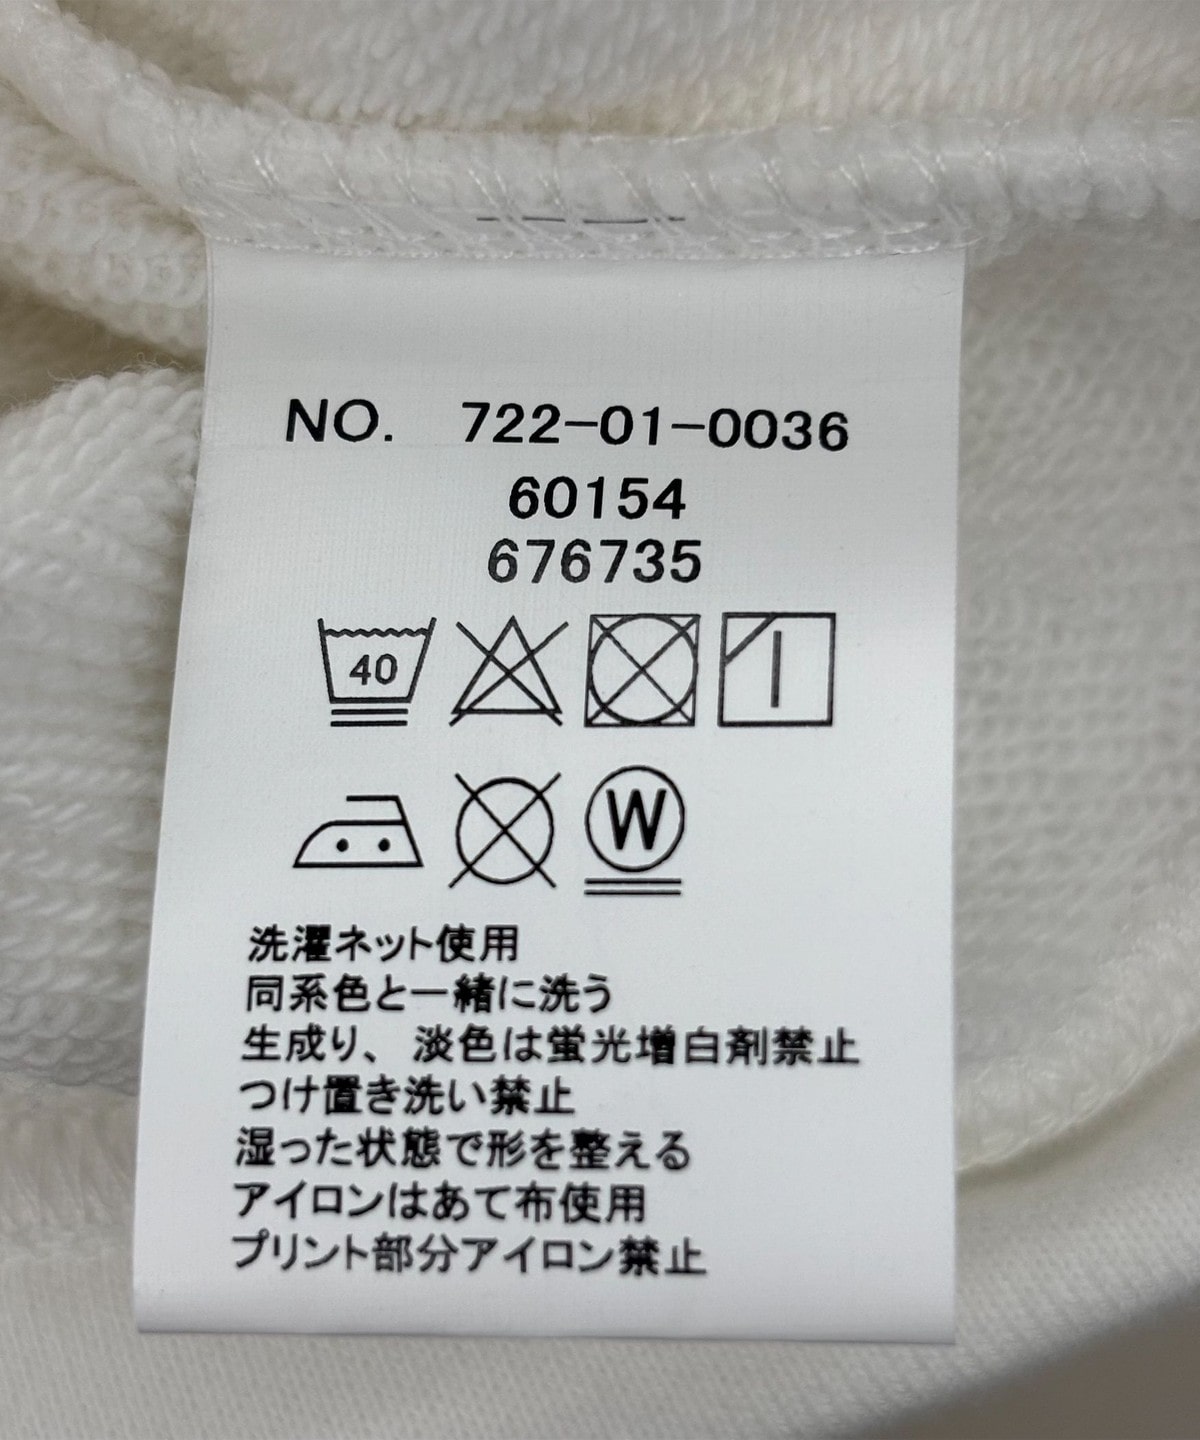 NO. 722-01-0036
60154
676735
40
W
洗濯ネット使用
同系色と一緒に洗う
生成り、淡色は蛍光増白剤禁止
つけ置き洗い禁止
湿った状態で形を整える
アイロンはあて布使用
プリント部分アイロン禁止